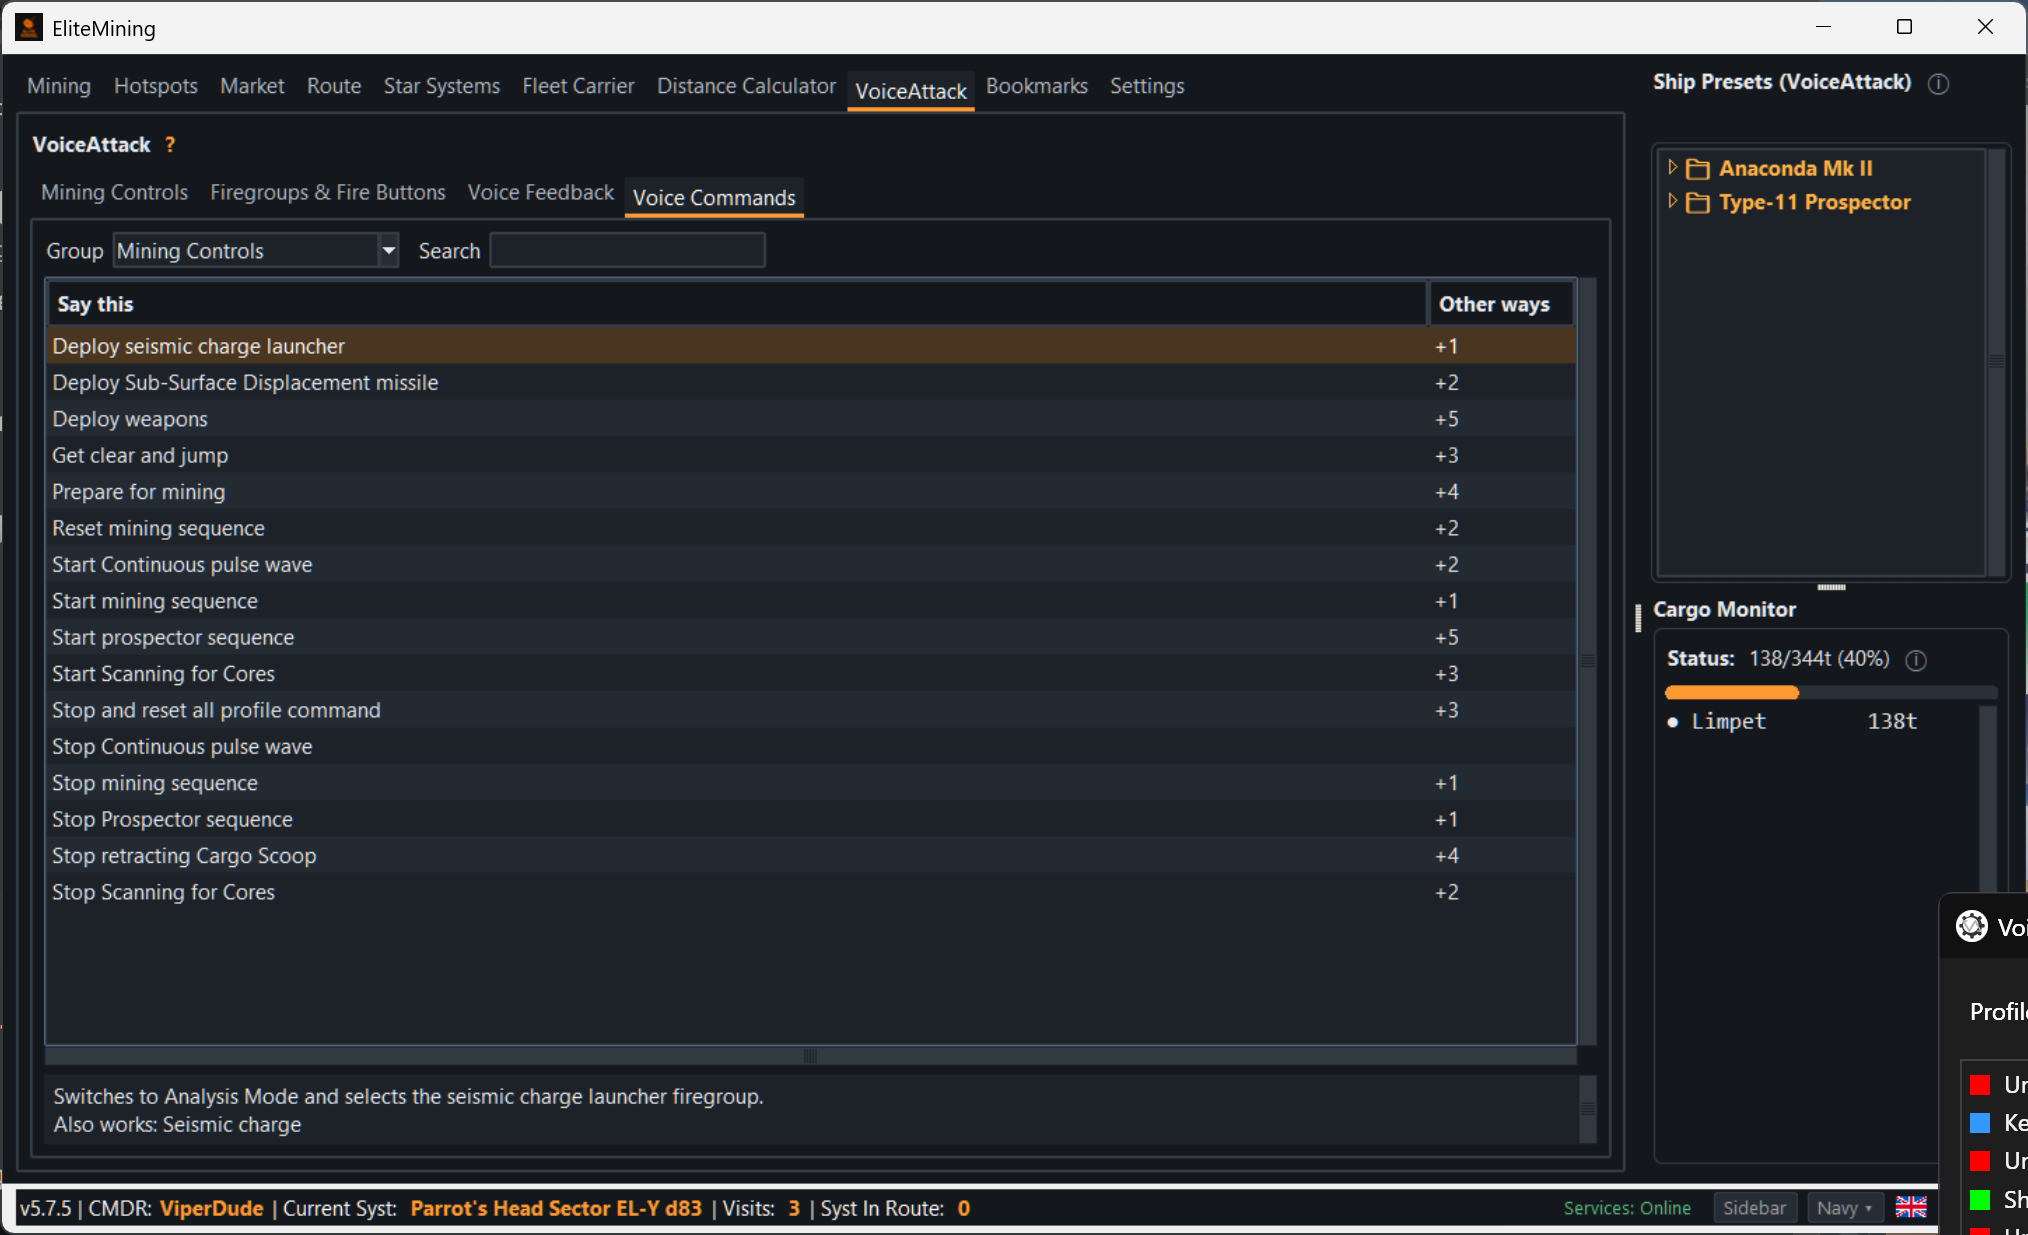 EliteMining
Mining Hotspots Market Route Star Systems Fleet Carrier Distance Calculator VoiceAttack Bookmarks Settings
VoiceAttack ?
Mining Controls Firegroups & Fire Buttons Voice Feedback Voice Commands
Group Mining Controls Search
Say this Other ways
Deploy seismic charge launcher +1
Deploy Sub-Surface Displacement missile +2
Deploy weapons +5
Get clear and jump +3
Prepare for mining +4
Reset mining sequence +2
Start Continuous pulse wave +2
Start mining sequence +1
Start prospector sequence +5
Start Scanning for Cores +3
Stop and reset all profile command +3
Stop Continuous pulse wave
Stop mining sequence +1
Stop Prospector sequence +1
Stop retracting Cargo Scoop +4
Stop Scanning for Cores +2
Switches to Analysis Mode and selects the seismic charge launcher firegroup.
Also works: Seismic charge
Ship Presets (VoiceAttack)
Anaconda Mk II
Type-11 Prospector
Cargo Monitor
Status: 138/344t (40%)
Limpet 138t
v5.7.5 | CMDR: ViperDude | Current Syst: Parrot's Head Sector EL-Y d83 | Visits: 3 | Syst In Route: 0
Services: Online Sidebar Navy